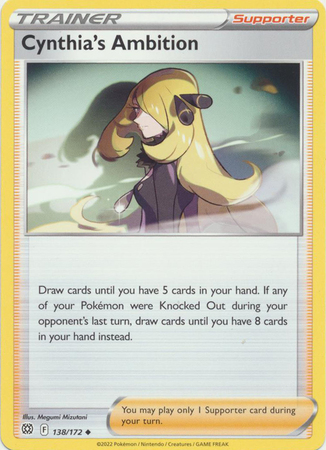 TRAINER
Supporter
Cynthia's Ambition
Draw cards until you have 5 cards in your hand. If any
of your Pokémon were Knocked Out during your
opponent's last turn, draw cards until you have 8 cards
in your hand instead.
Illus. Megumi Mizutani
F 138/172
You may play only 1 Supporter card during
your turn.
©2022 Pokémon / Nintendo / Creatures / GAME FREAK